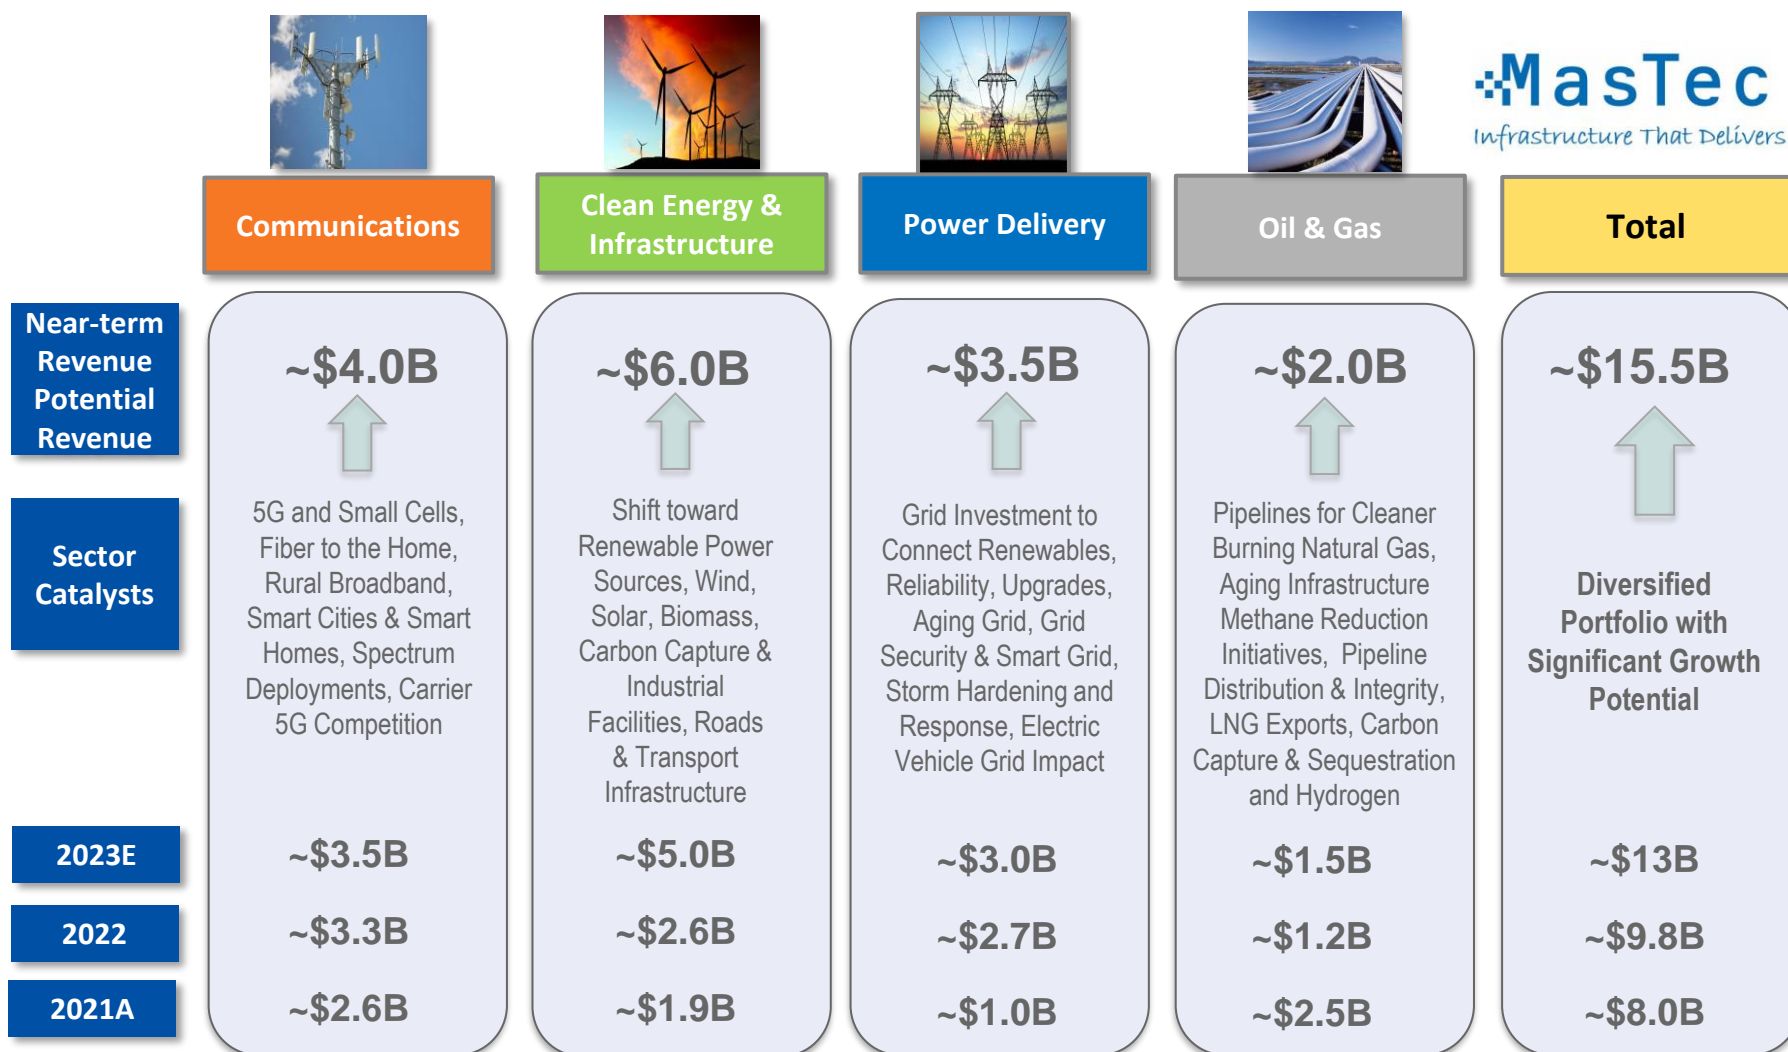 MasTec
Infrastructure That Delivers
Communications
Clean Energy &
Infrastructure
Power Delivery
Oil & Gas
Total
Near-term
Revenue
Potential
Revenue
~$4.0B
~$6.0B
~$3.5B
~$2.0B
~$15.5B
Sector
Catalysts
5G and Small Cells,
Fiber to the Home,
Rural Broadband,
Smart Cities & Smart
Homes, Spectrum
Deployments, Carrier
5G Competition
Shift toward
Renewable Power
Sources, Wind,
Solar, Biomass,
Carbon Capture &
Industrial
Facilities, Roads
& Transport
Infrastructure
Grid Investment to
Connect Renewables,
Reliability, Upgrades,
Aging Grid, Grid
Security & Smart Grid,
Storm Hardening and
Response, Electric
Vehicle Grid Impact
Pipelines for Cleaner
Burning Natural Gas,
Aging Infrastructure
Methane Reduction
Initiatives, Pipeline
Distribution & Integrity,
LNG Exports, Carbon
Capture & Sequestration
and Hydrogen
Diversified
Portfolio with
Significant Growth
Potential
2023E
~$3.5B
~$5.0B
~$3.0B
~$1.5B
~$13B
2022
~$3.3B
~$2.6B
~$2.7B
~$1.2B
~$9.8B
2021A
~$2.6B
~$1.9B
~$1.0B
~$2.5B
~$8.0B